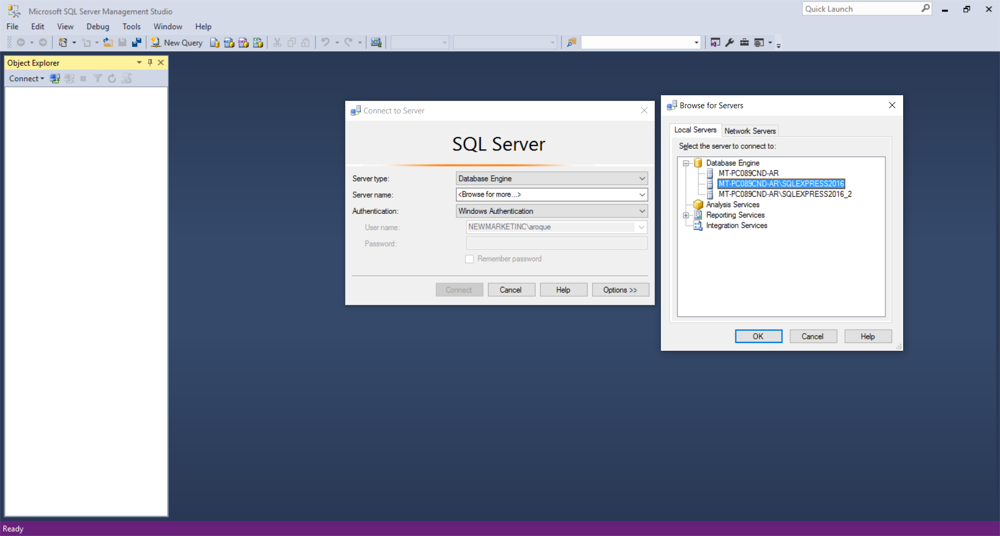 Microsoft SQL Server Management Studio
Quick Launch
File Edit View Debug Tools Window Help
New Query
Object Explorer
Connect
Connect to Server
SQL Server
Server type: Database Engine
Server name: <Browse for more...>
Authentication: Windows Authentication
User name: NEWMARKETINC\aroque
Password:
Remember password
Connect Cancel Help Options >>
Browse for Servers
Local Servers Network Servers
Select the server to connect to:
Database Engine
MT-PC089CND-AR
MT-PC089CND-AR\SQLEXPRESS2016
MT-PC089CND-AR\SQLEXPRESS2016_2
Analysis Services
Reporting Services
Integration Services
OK Cancel Help
Ready